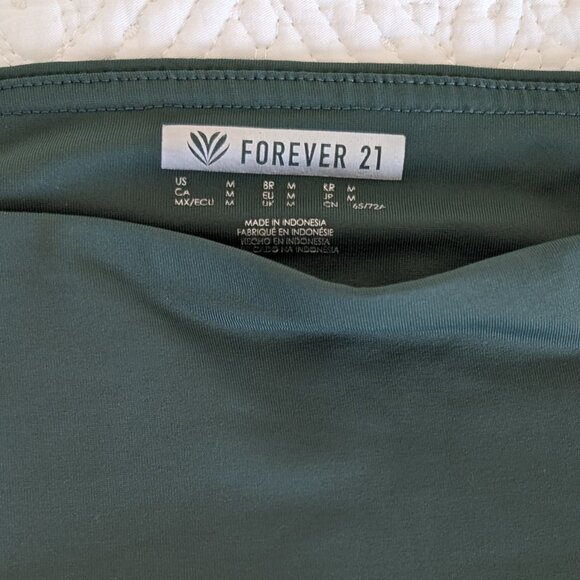 FOREVER 21
US M BR M KR M
CA M EU M JP M
MX/ECU M UK M CN 165/72A
MADE IN INDONESIA
FABRIQUÉ EN INDONÉSIE
HECHO EN INDONESIA